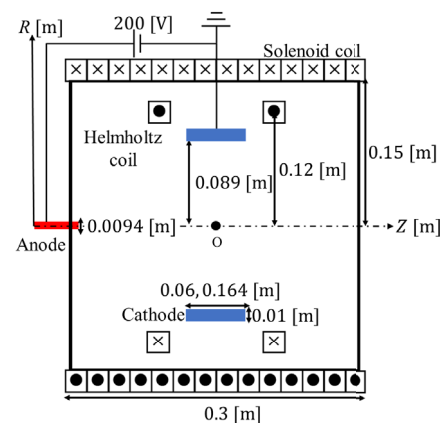 200 [V]
R [m]
Solenoid coil
Helmholtz
coil
0.15 [m]
0.12 [m]
0.089 [m]
0.0094 [m]
Z [m]
Anode
O
0.06, 0.164 [m]
Cathode
0.01 [m]
0.3 [m]